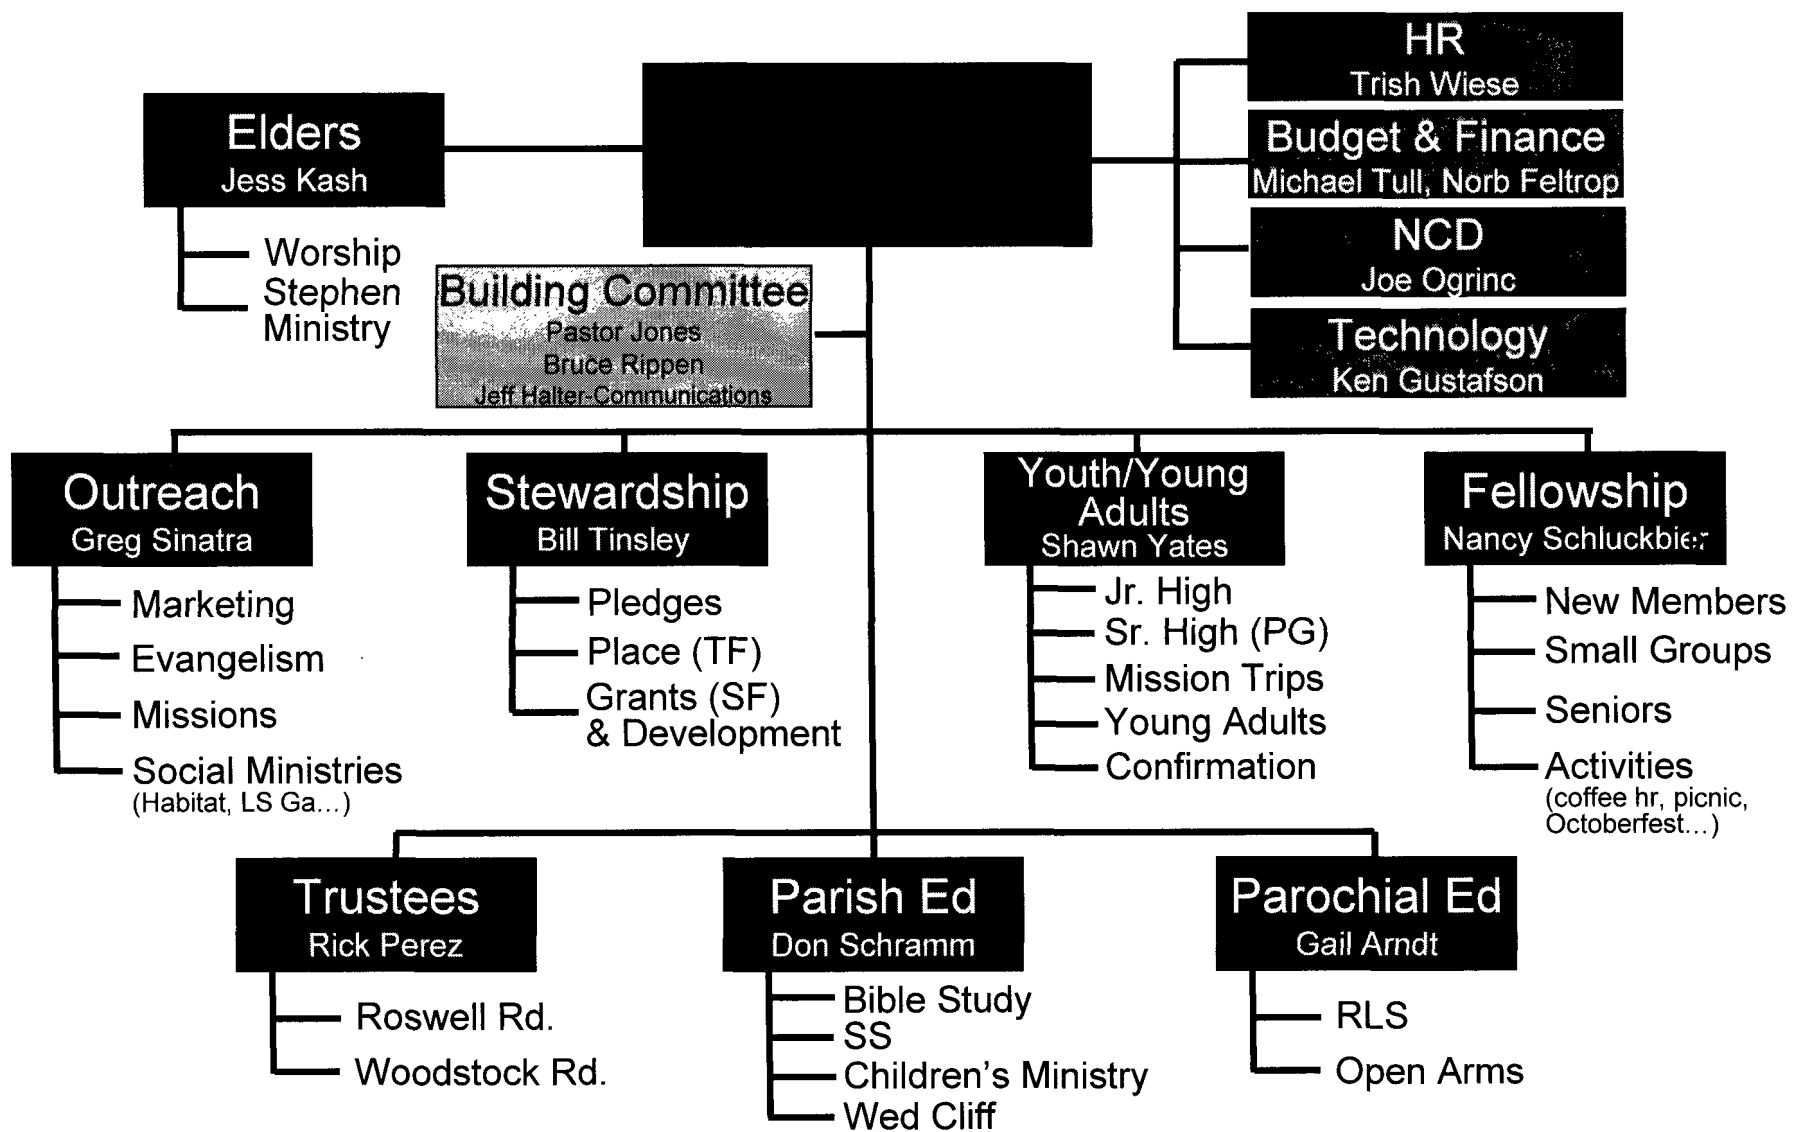 HR
Trish Wiese
Elders
Jess Kash
Worship
Stephen
Ministry
Budget & Finance
Michael Tull, Norb Feltrop
NCD
Joe Ogrinc
Technology
Ken Gustafson
Building Committee
Pastor Jones
Bruce Rippen
Jeff Halter-Communications
Outreach
Greg Sinatra
Marketing
Evangelism
Missions
Social Ministries
(Habitat, LS Ga...)
Stewardship
Bill Tinsley
Pledges
Place (TF)
Grants (SF)
& Development
Youth/Young
Adults
Shawn Yates
Jr. High
Sr. High (PG)
Mission Trips
Young Adults
Confirmation
Fellowship
Nancy Schluckbier
New Members
Small Groups
Seniors
Activities
(coffee hr, picnic,
Octoberfest...)
Trustees
Rick Perez
Roswell Rd.
Woodstock Rd.
Parish Ed
Don Schramm
Bible Study
SS
Children's Ministry
Wed Cliff
Parochial Ed
Gail Arndt
RLS
Open Arms